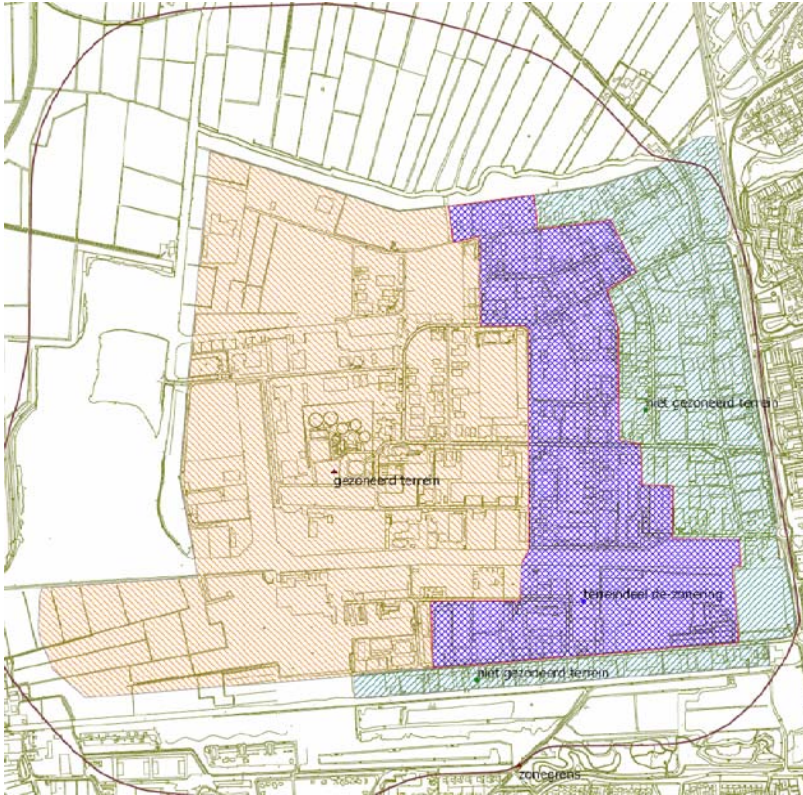 niet gezoneerd terrein
gezoneerd terrein
terreindeel de-zonering
niet gezoneerd terrein
zonegrens